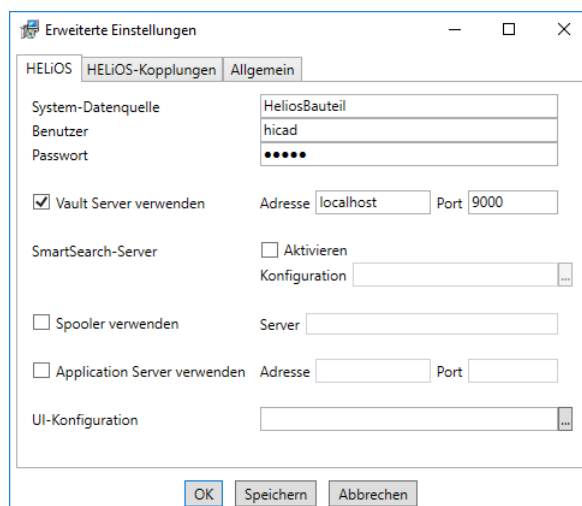 Erweiterte Einstellungen
HELiOS HELiOS-Kopplungen Allgemein
System-Datenquelle HeliosBauteil
Benutzer hicad
Passwort ●●●●●
Vault Server verwenden Adresse localhost Port 9000
SmartSearch-Server Aktivieren
Konfiguration ...
Spooler verwenden Server
Application Server verwenden Adresse Port
UI-Konfiguration ...
OK Speichern Abbrechen